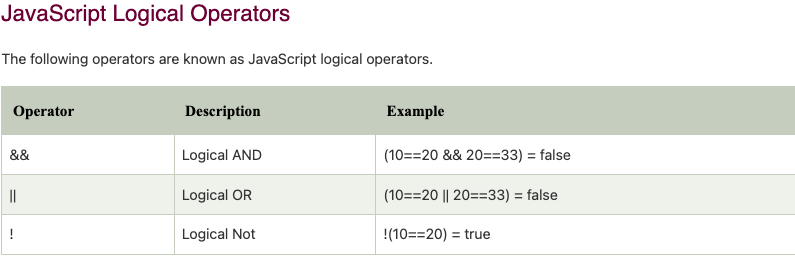 JavaScript Logical Operators
The following operators are known as JavaScript logical operators.
Operator Description Example
&& Logical AND (10==20 && 20==33) = false
|| Logical OR (10==20 || 20==33) = false
! Logical Not !(10==20) = true